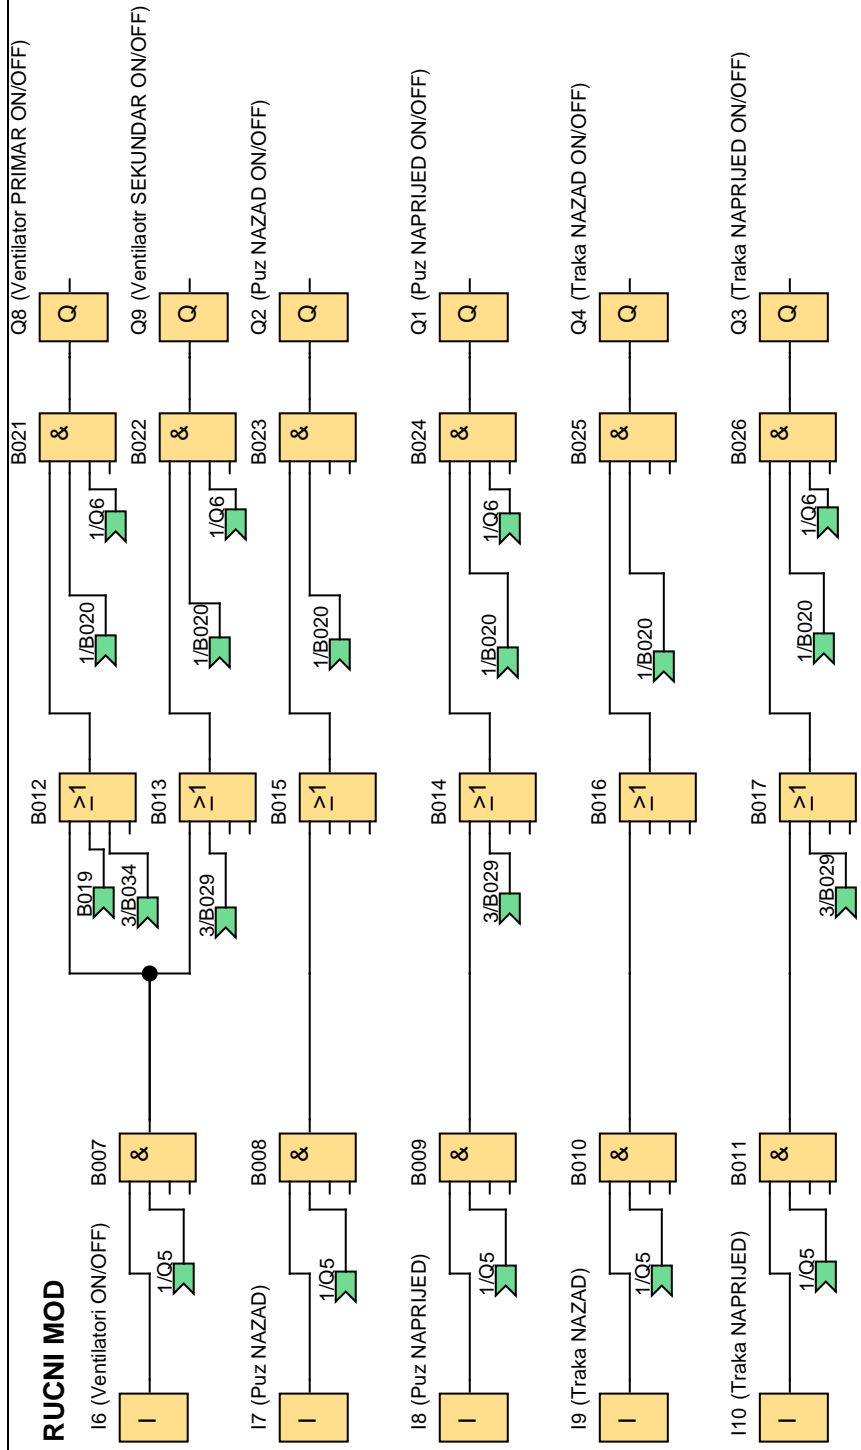 RUCNI MOD
I6 (Ventilatori ON/OFF)
I
1/Q5
B007
&
B012
>1
B019
3/B034
1/B020
1/Q6
B021
&
Q8 (Ventilator PRIMAR ON/OFF)
Q
B013
>1
3/B029
1/B020
1/Q6
B022
&
Q9 (Ventilaotr SEKUNDAR ON/OFF)
Q
I7 (Puz NAZAD)
I
1/Q5
B008
&
B015
>1
1/B020
B023
&
Q2 (Puz NAZAD ON/OFF)
Q
I8 (Puz NAPRIJED)
I
1/Q5
B009
&
B014
>1
3/B029
1/B020
1/Q6
B024
&
Q1 (Puz NAPRIJED ON/OFF)
Q
I9 (Traka NAZAD)
I
1/Q5
B010
&
B016
>1
1/B020
B025
&
Q4 (Traka NAZAD ON/OFF)
Q
I10 (Traka NAPRIJED)
I
1/Q5
B011
&
B017
>1
3/B029
1/B020
1/Q6
B026
&
Q3 (Traka NAPRIJED ON/OFF)
Q